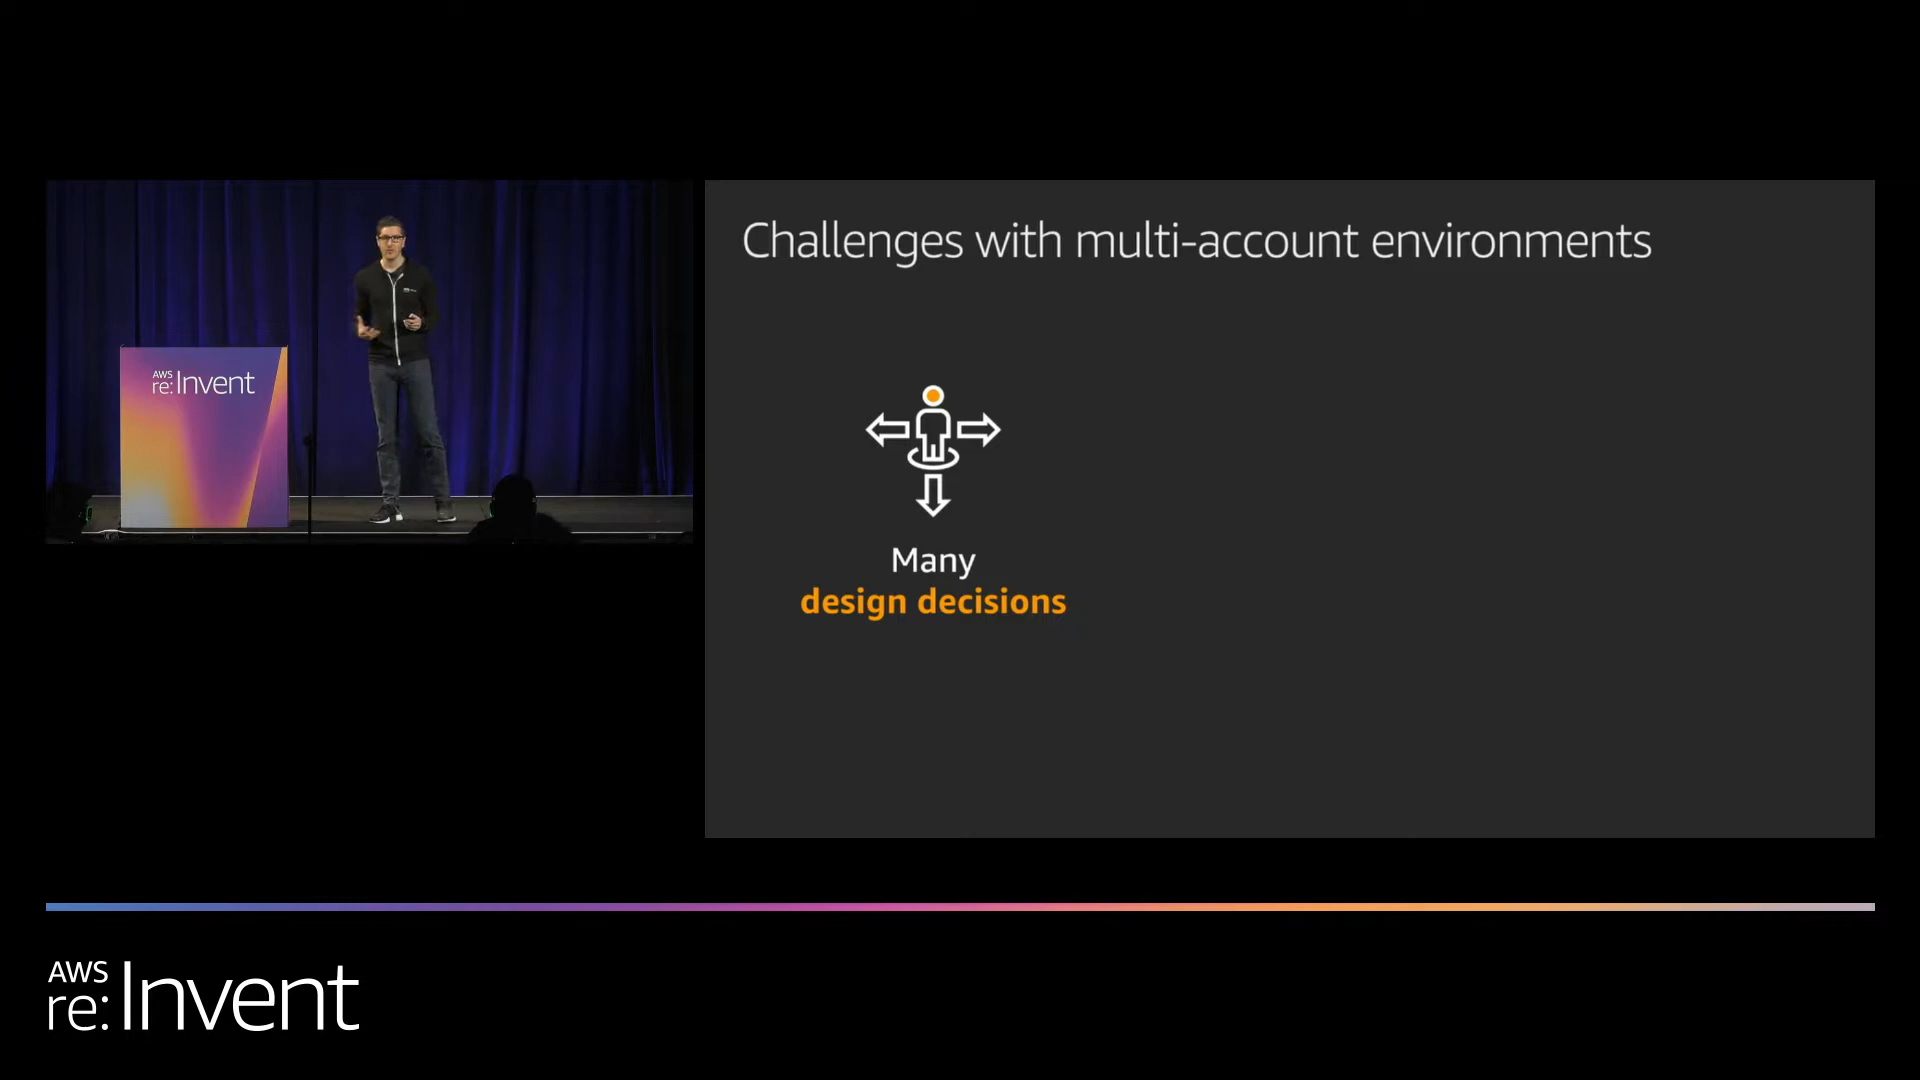 AWS
re:Invent
Challenges with multi-account environments
Many
design decisions
AWS
re:Invent